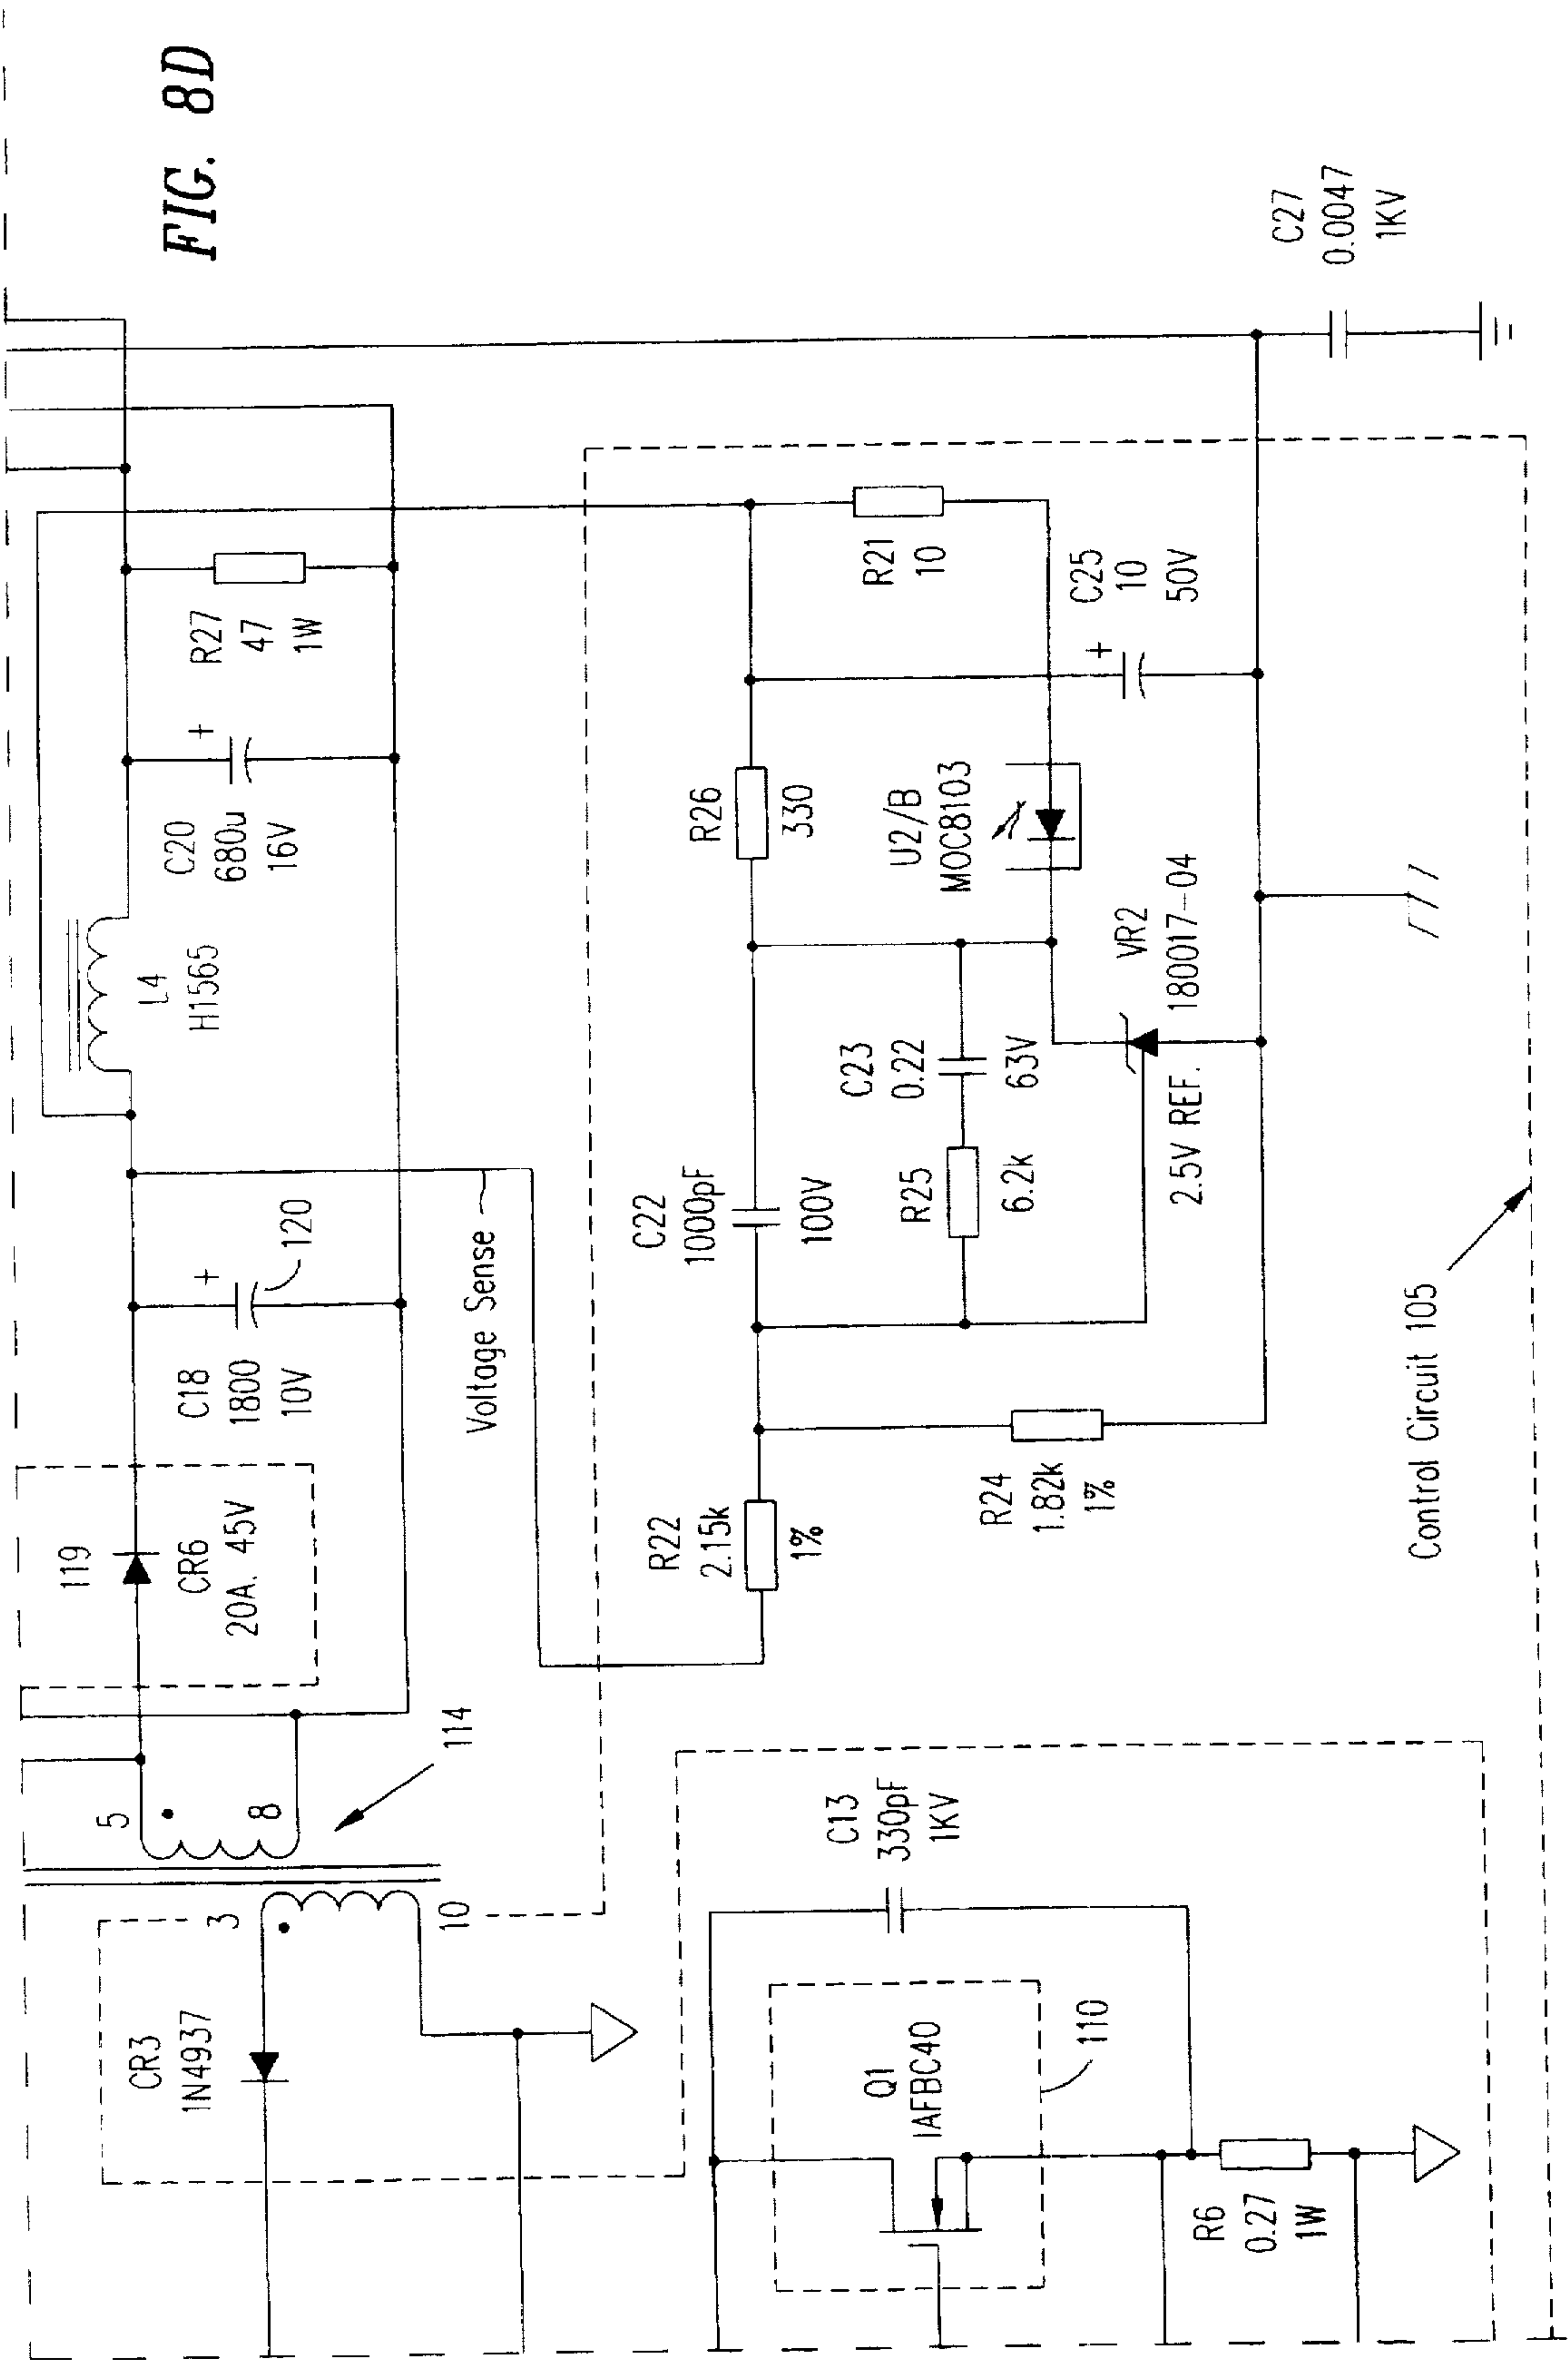 FIG. 8D
119
CR6
20A. 45V
C18
1800
10V
120
L4
H1565
C20
680u
16V
R27
47
1W
5
8
114
3
10
CR3
1N4937
Voltage Sense
R22
2.15k
1%
C22
1000pF
100V
R26
330
R21
10
C25
10
50V
U2/B
MOC8103
C23
0.22
63V
R25
6.2k
VR2
180017-04
2.5V REF.
R24
1.82k
1%
C27
0.0047
1KV
C13
330pF
1KV
Q1
IAFBC40
110
R6
0.27
1W
Control Circuit 105